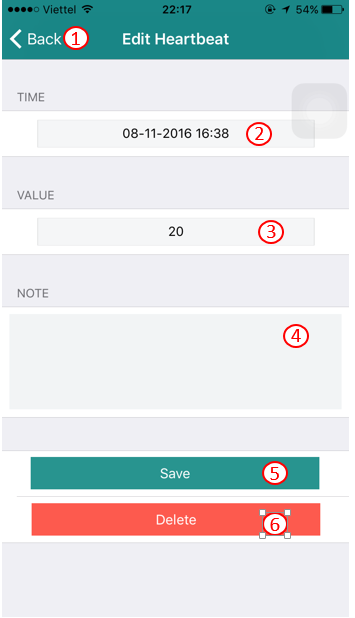 Viettel 22:17 54%
Back ① Edit Heartbeat
TIME
08-11-2016 16:38 ②
VALUE
20 ③
NOTE
④
Save ⑤
Delete ⑥